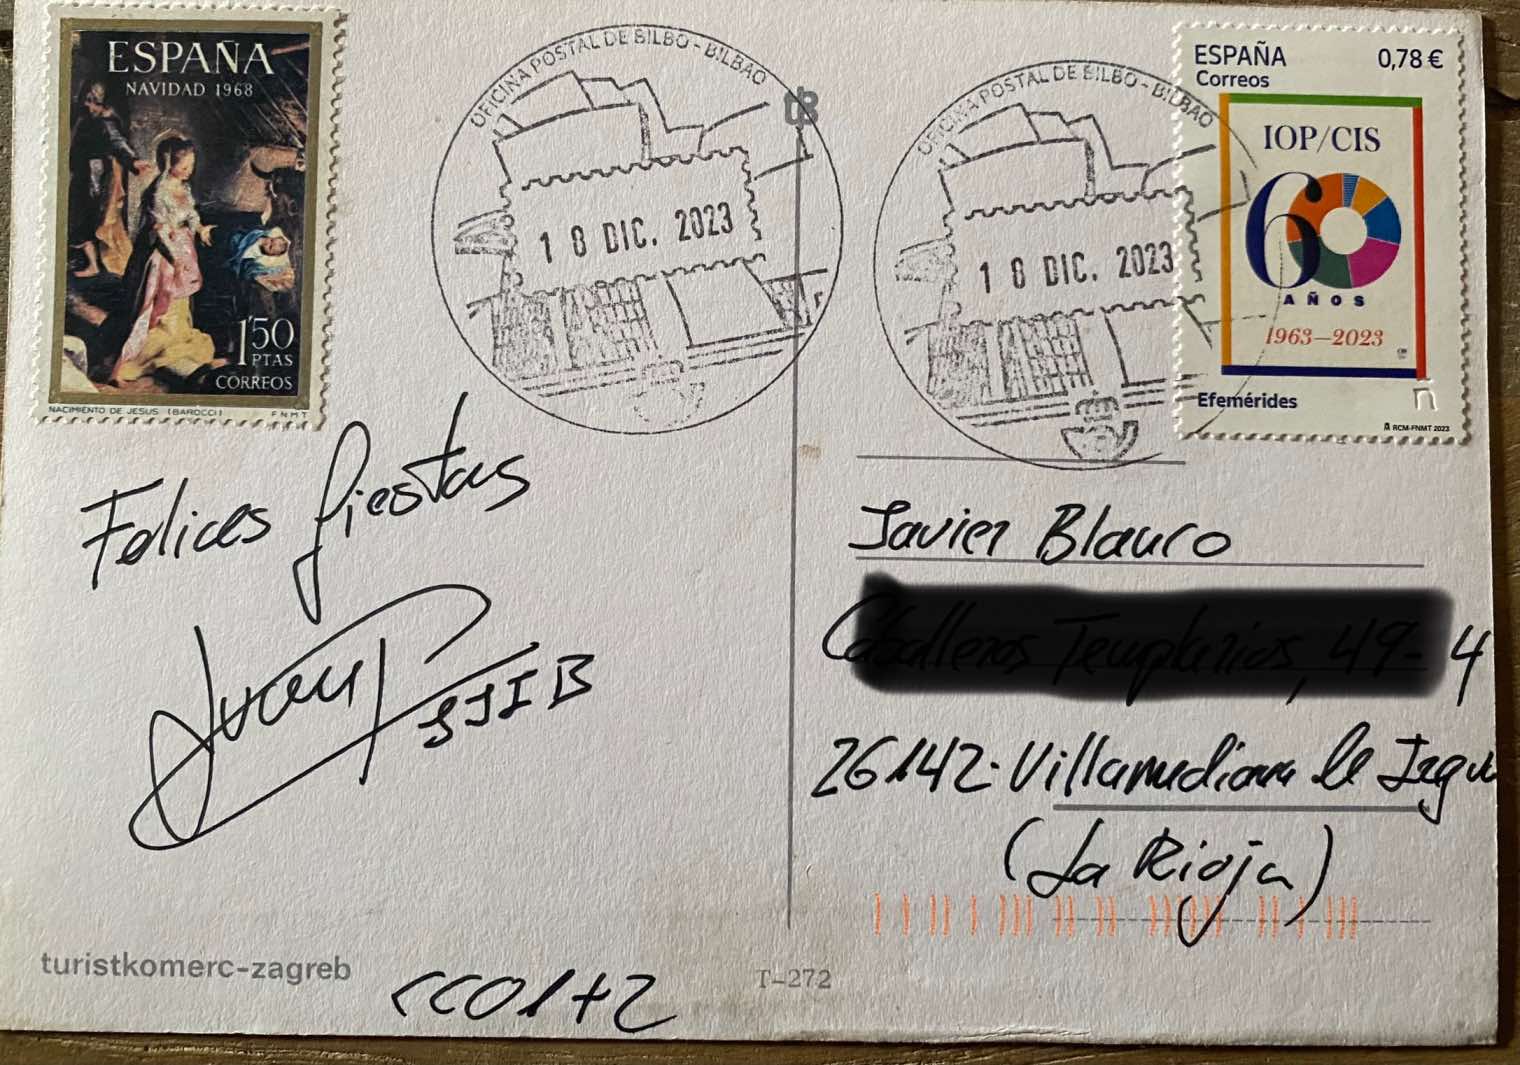 ESPAÑA
NAVIDAD 1968
1'50
PTAS
CORREOS
NACIMIENTO DE JESUS (BAROCCI) FNMT
OFICINA POSTAL DE BILBO - BILBAO
18 DIC. 2023
OFICINA POSTAL DE BILBO - BILBAO
18 DIC. 2023
ESPAÑA 0,78 €
Correos
IOP/CIS
60
AÑOS
1963–2023
Efemérides
RCM-FNMT 2023
Felices fiestas
Juan
Javier Blanco
4
26142·Villamediana de Iregu
(La Rioja)
turistkomerc-zagreb
T-272